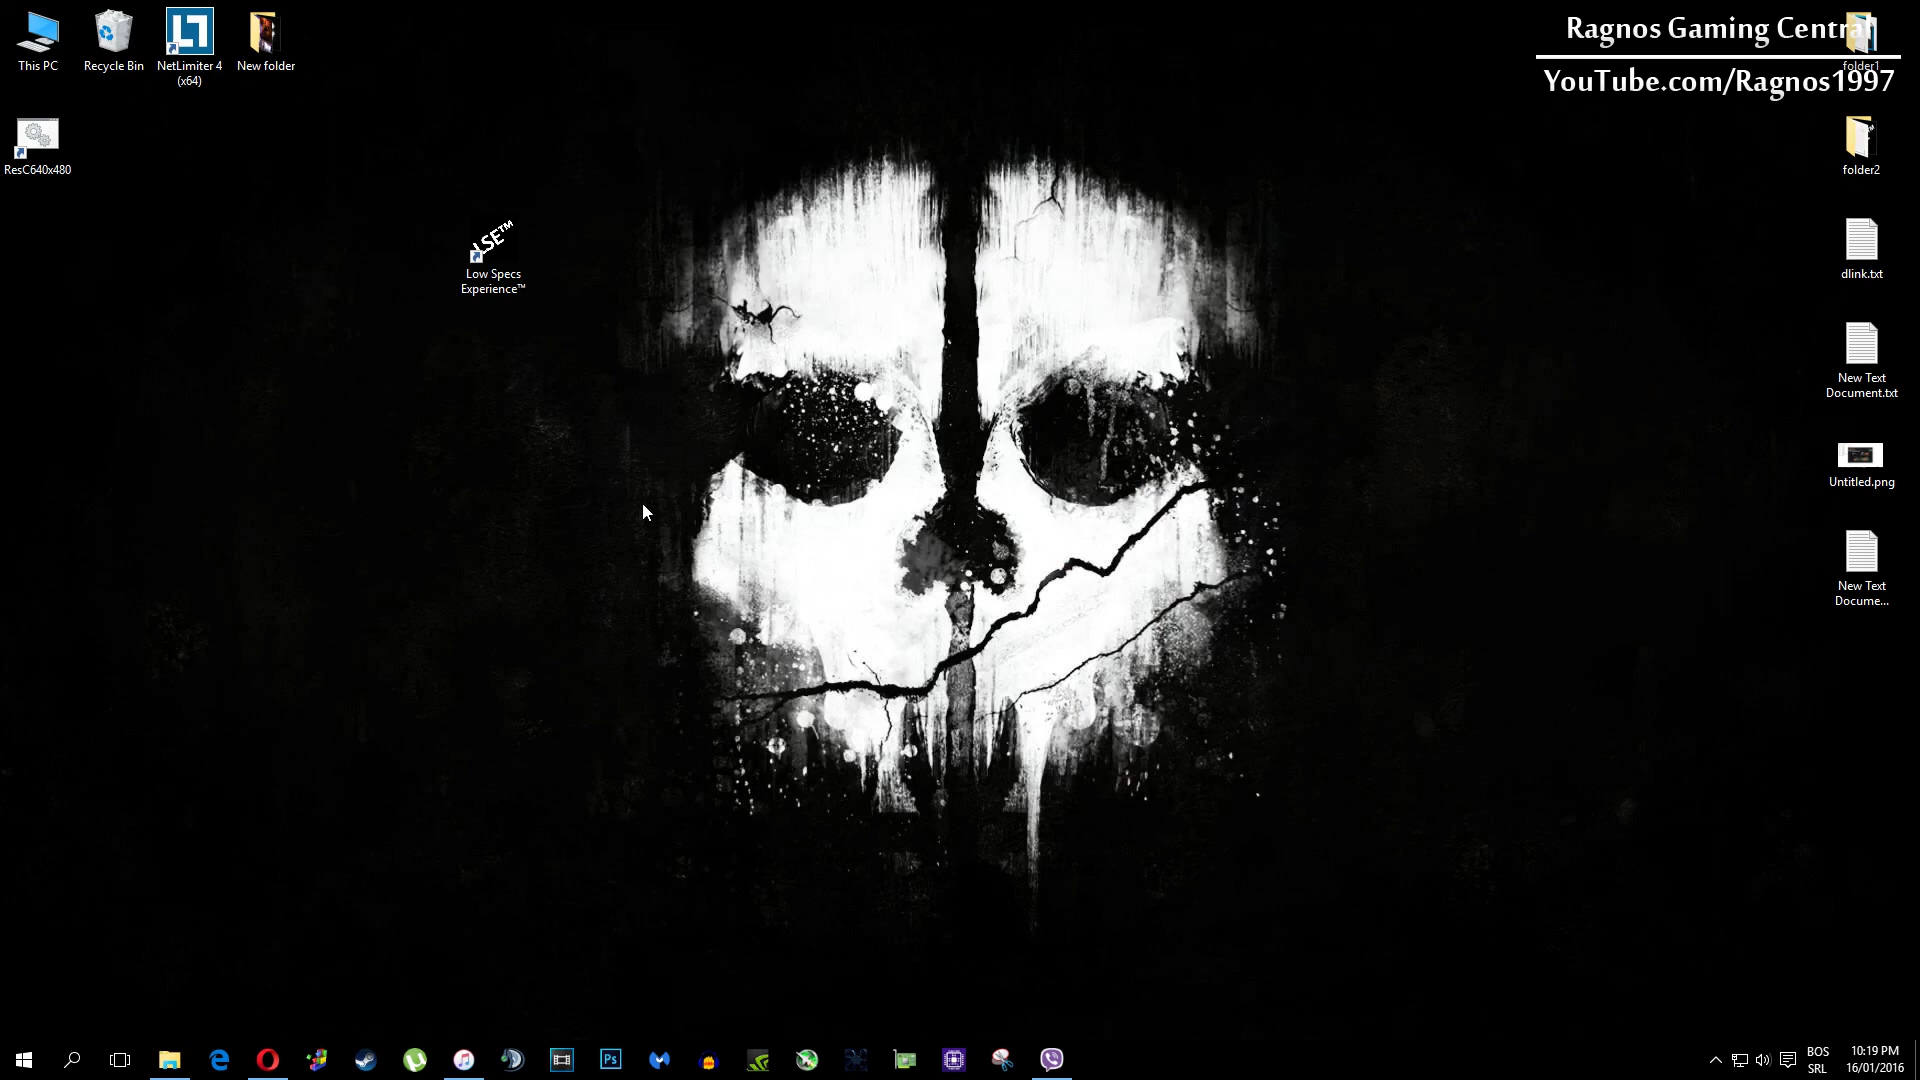 This PC
Recycle Bin
NetLimiter 4
(x64)
New folder
ResC640x480
LSE™
Low Specs
Experience™
Ragnos Gaming Central
YouTube.com/Ragnos1997
folder1
folder2
dlink.txt
New Text
Document.txt
Untitled.png
New Text
Docume...
Ps
BOS
SRL
10:19 PM
16/01/2016